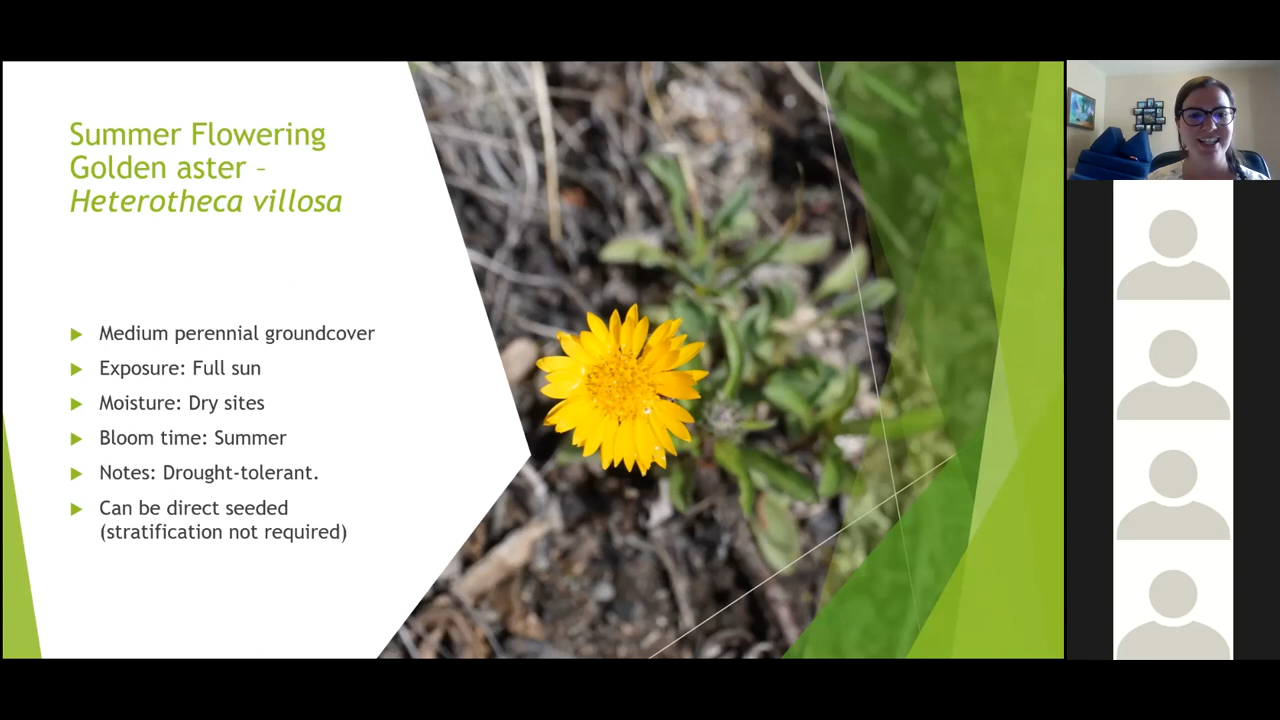 Summer Flowering
Golden aster –
Heterotheca villosa
Medium perennial groundcover
Exposure: Full sun
Moisture: Dry sites
Bloom time: Summer
Notes: Drought-tolerant.
Can be direct seeded
(stratification not required)